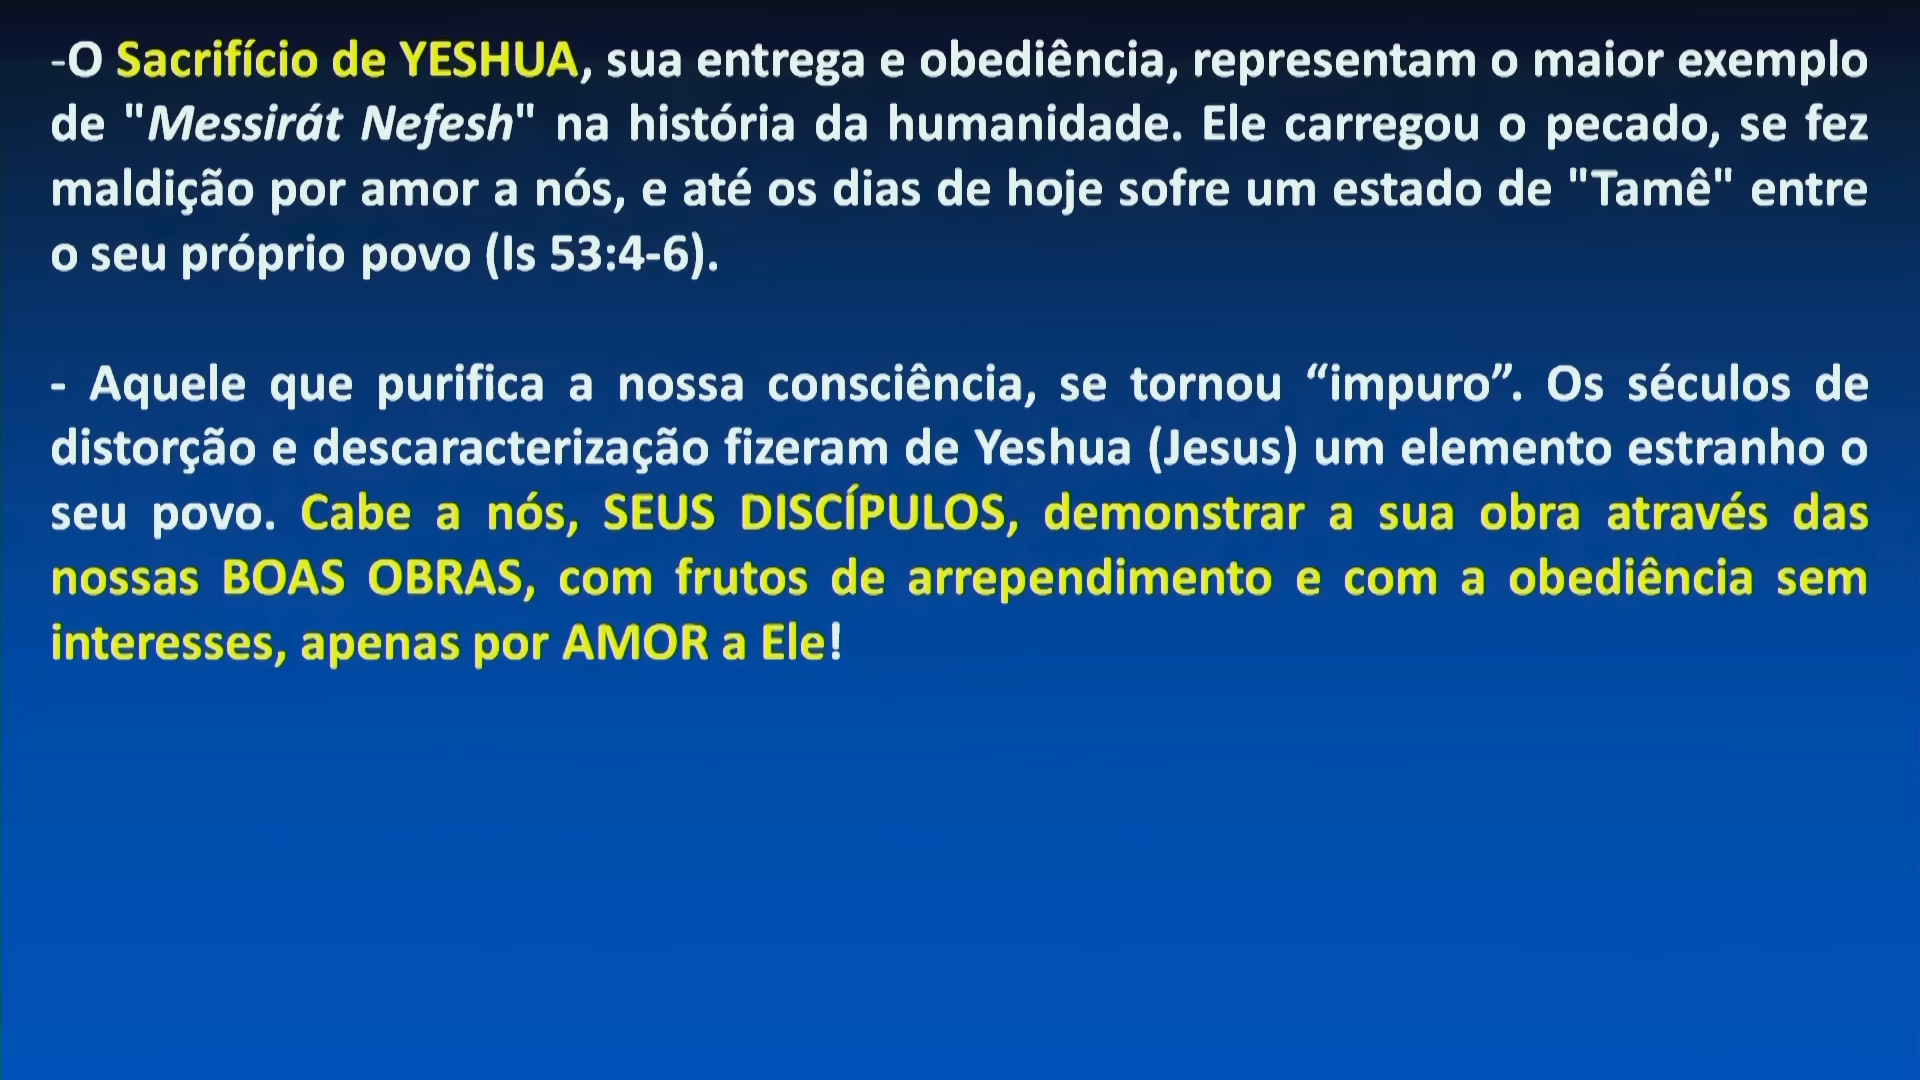 -O Sacrifício de YESHUA, sua entrega e obediência, representam o maior exemplo
de "Messirát Nefesh" na história da humanidade. Ele carregou o pecado, se fez
maldição por amor a nós, e até os dias de hoje sofre um estado de "Tamê" entre
o seu próprio povo (Is 53:4-6).
- Aquele que purifica a nossa consciência, se tornou “impuro”. Os séculos de
distorção e descaracterização fizeram de Yeshua (Jesus) um elemento estranho o
seu povo. Cabe a nós, SEUS DISCÍPULOS, demonstrar a sua obra através das
nossas BOAS OBRAS, com frutos de arrependimento e com a obediência sem
interesses, apenas por AMOR a Ele!